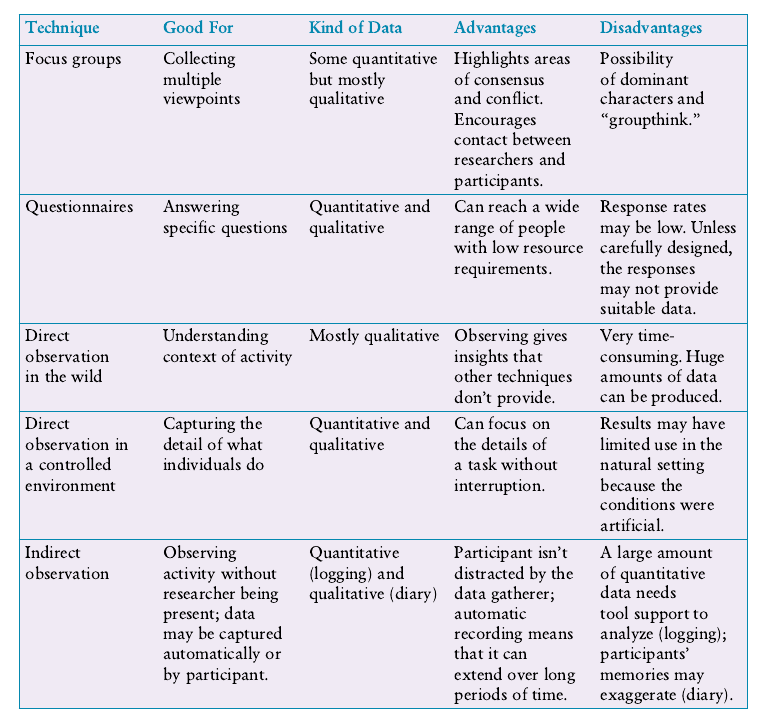 Technique Good For Kind of Data Advantages Disadvantages
Focus groups
Collecting
multiple
viewpoints
Some quantitative
but mostly
qualitative
Highlights areas
of consensus
and conflict.
Encourages
contact between
researchers and
participants.
Possibility
of dominant
characters and
“groupthink.”
Questionnaires
Answering
specific questions
Quantitative and
qualitative
Can reach a wide
range of people
with low resource
requirements.
Response rates
may be low. Unless
carefully designed,
the responses
may not provide
suitable data.
Direct
observation
in the wild
Understanding
context of activity
Mostly qualitative
Observing gives
insights that
other techniques
don’t provide.
Very time-
consuming. Huge
amounts of data
can be produced.
Direct
observation in
a controlled
environment
Capturing the
detail of what
individuals do
Quantitative and
qualitative
Can focus on
the details of
a task without
interruption.
Results may have
limited use in the
natural setting
because the
conditions were
artificial.
Indirect
observation
Observing
activity without
researcher being
present; data
may be captured
automatically or
by participant.
Quantitative
(logging) and
qualitative (diary)
Participant isn’t
distracted by the
data gatherer;
automatic
recording means
that it can
extend over long
periods of time.
A large amount
of quantitative
data needs
tool support to
analyze (logging);
participants’
memories may
exaggerate (diary).